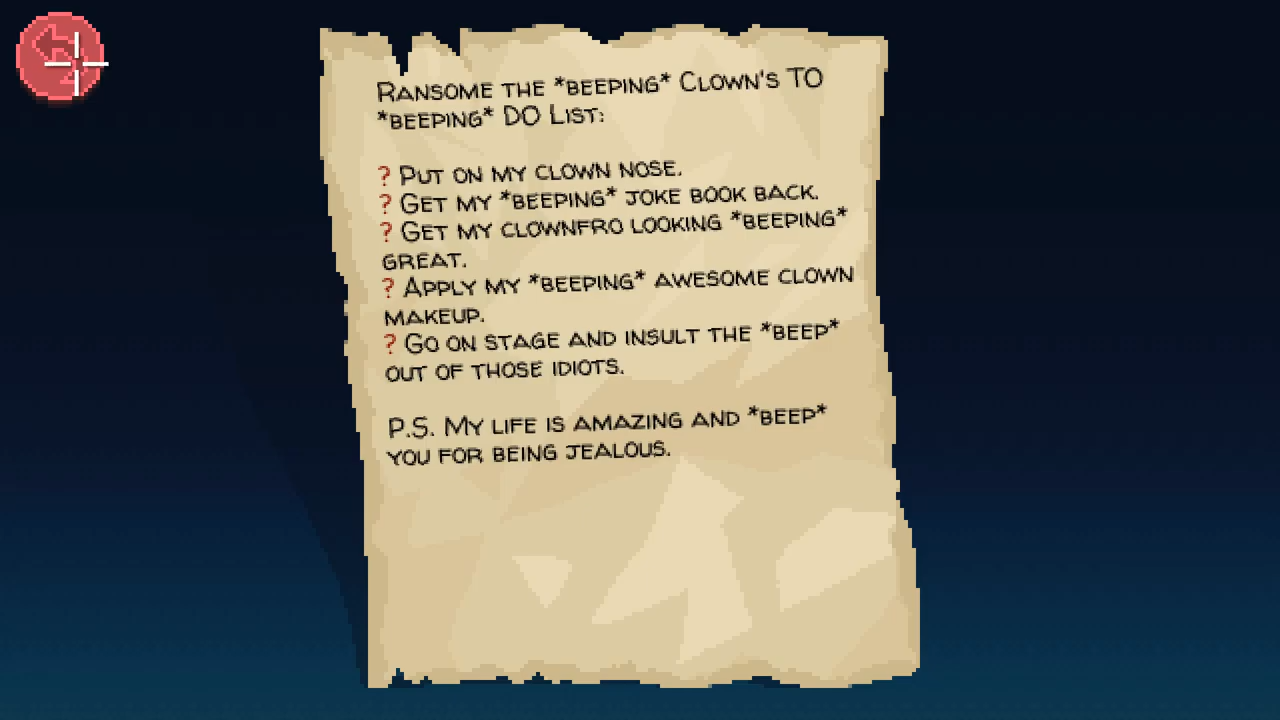 Ransome the *beeping* Clown's TO
*beeping* DO List:
? Put on my clown nose.
? Get my *beeping* joke book back.
? Get my clownfro looking *beeping*
great.
? Apply my *beeping* awesome clown
makeup.
? Go on stage and insult the *beep*
out of those idiots.
P.S. My life is amazing and *beep*
you for being jealous.